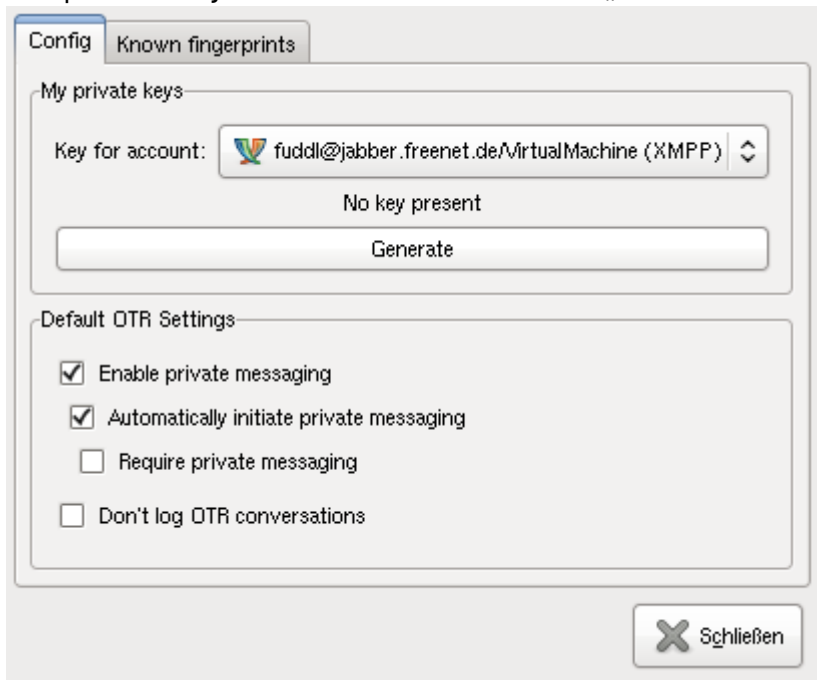 Config Known fingerprints
My private keys
Key for account: fuddl@jabber.freenet.de/VirtualMachine (XMPP)
No key present
Generate
Default OTR Settings
Enable private messaging
Automatically initiate private messaging
Require private messaging
Don't log OTR conversations
Schließen